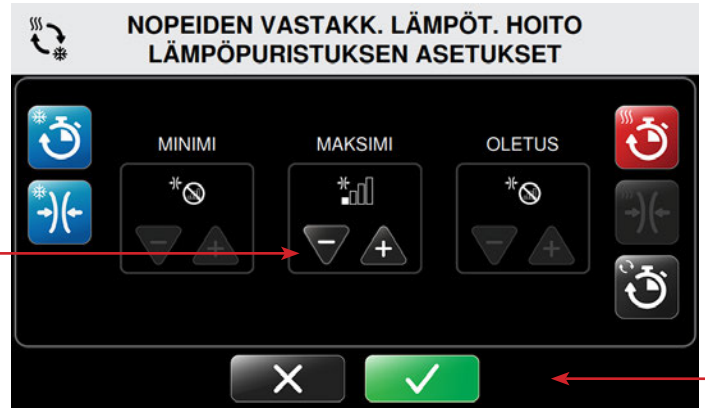 NOPEIDEN VASTAKK. LÄMPÖT. HOITO
LÄMPÖPURISTUKSEN ASETUKSET
MINIMI MAKSIMI OLETUS